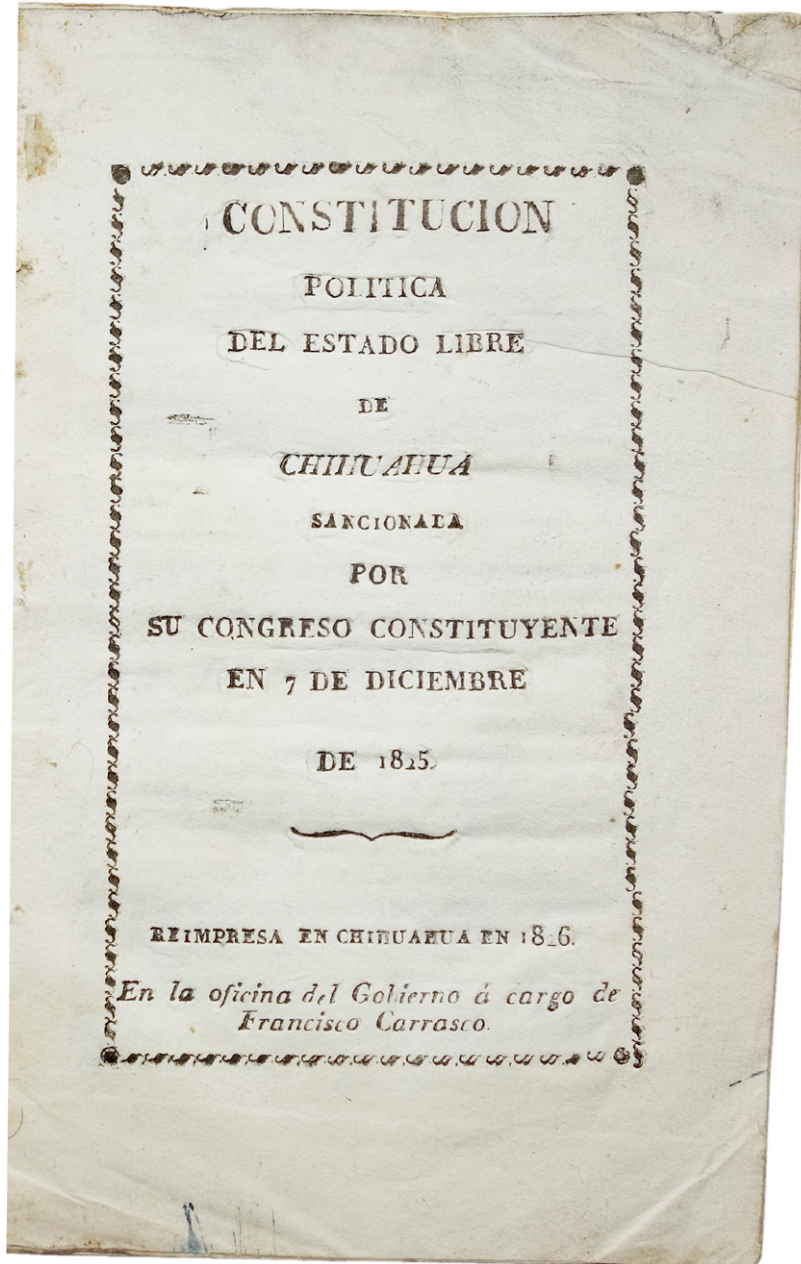 CONSTITUCION
POLITICA
DEL ESTADO LIBRE
DE
CHIHUAHUA
SANCIONADA
POR
SU CONGRESO CONSTITUYENTE
EN 7 DE DICIEMBRE
DE 1825.
REIMPRESA EN CHIHUAHUA EN 1826.
En la oficina del Gobierno á cargo de
Francisco Carrasco.